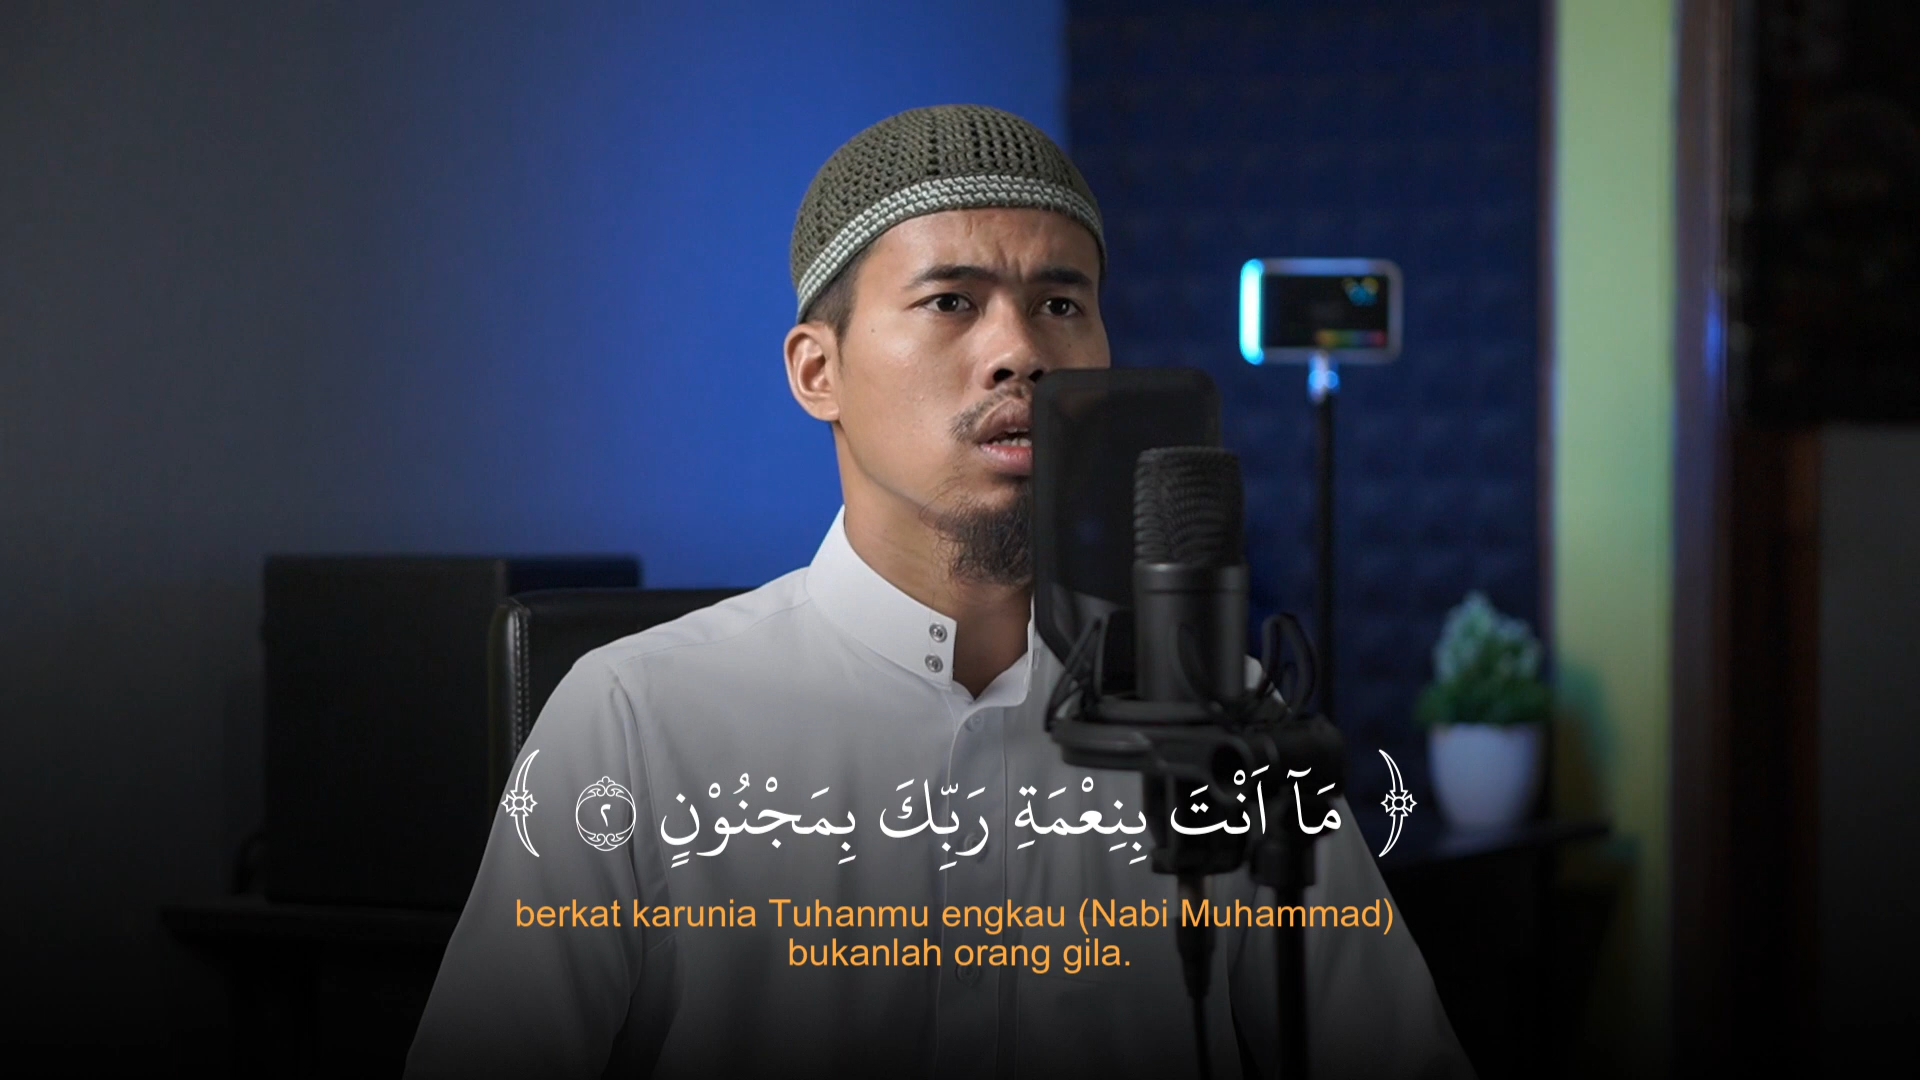 مَآ اَنْتَ بِنِعْمَةِ رَبِّكَ بِمَجْنُوْنٍ ۝٢
berkat karunia Tuhanmu engkau (Nabi Muhammad)
bukanlah orang gila.